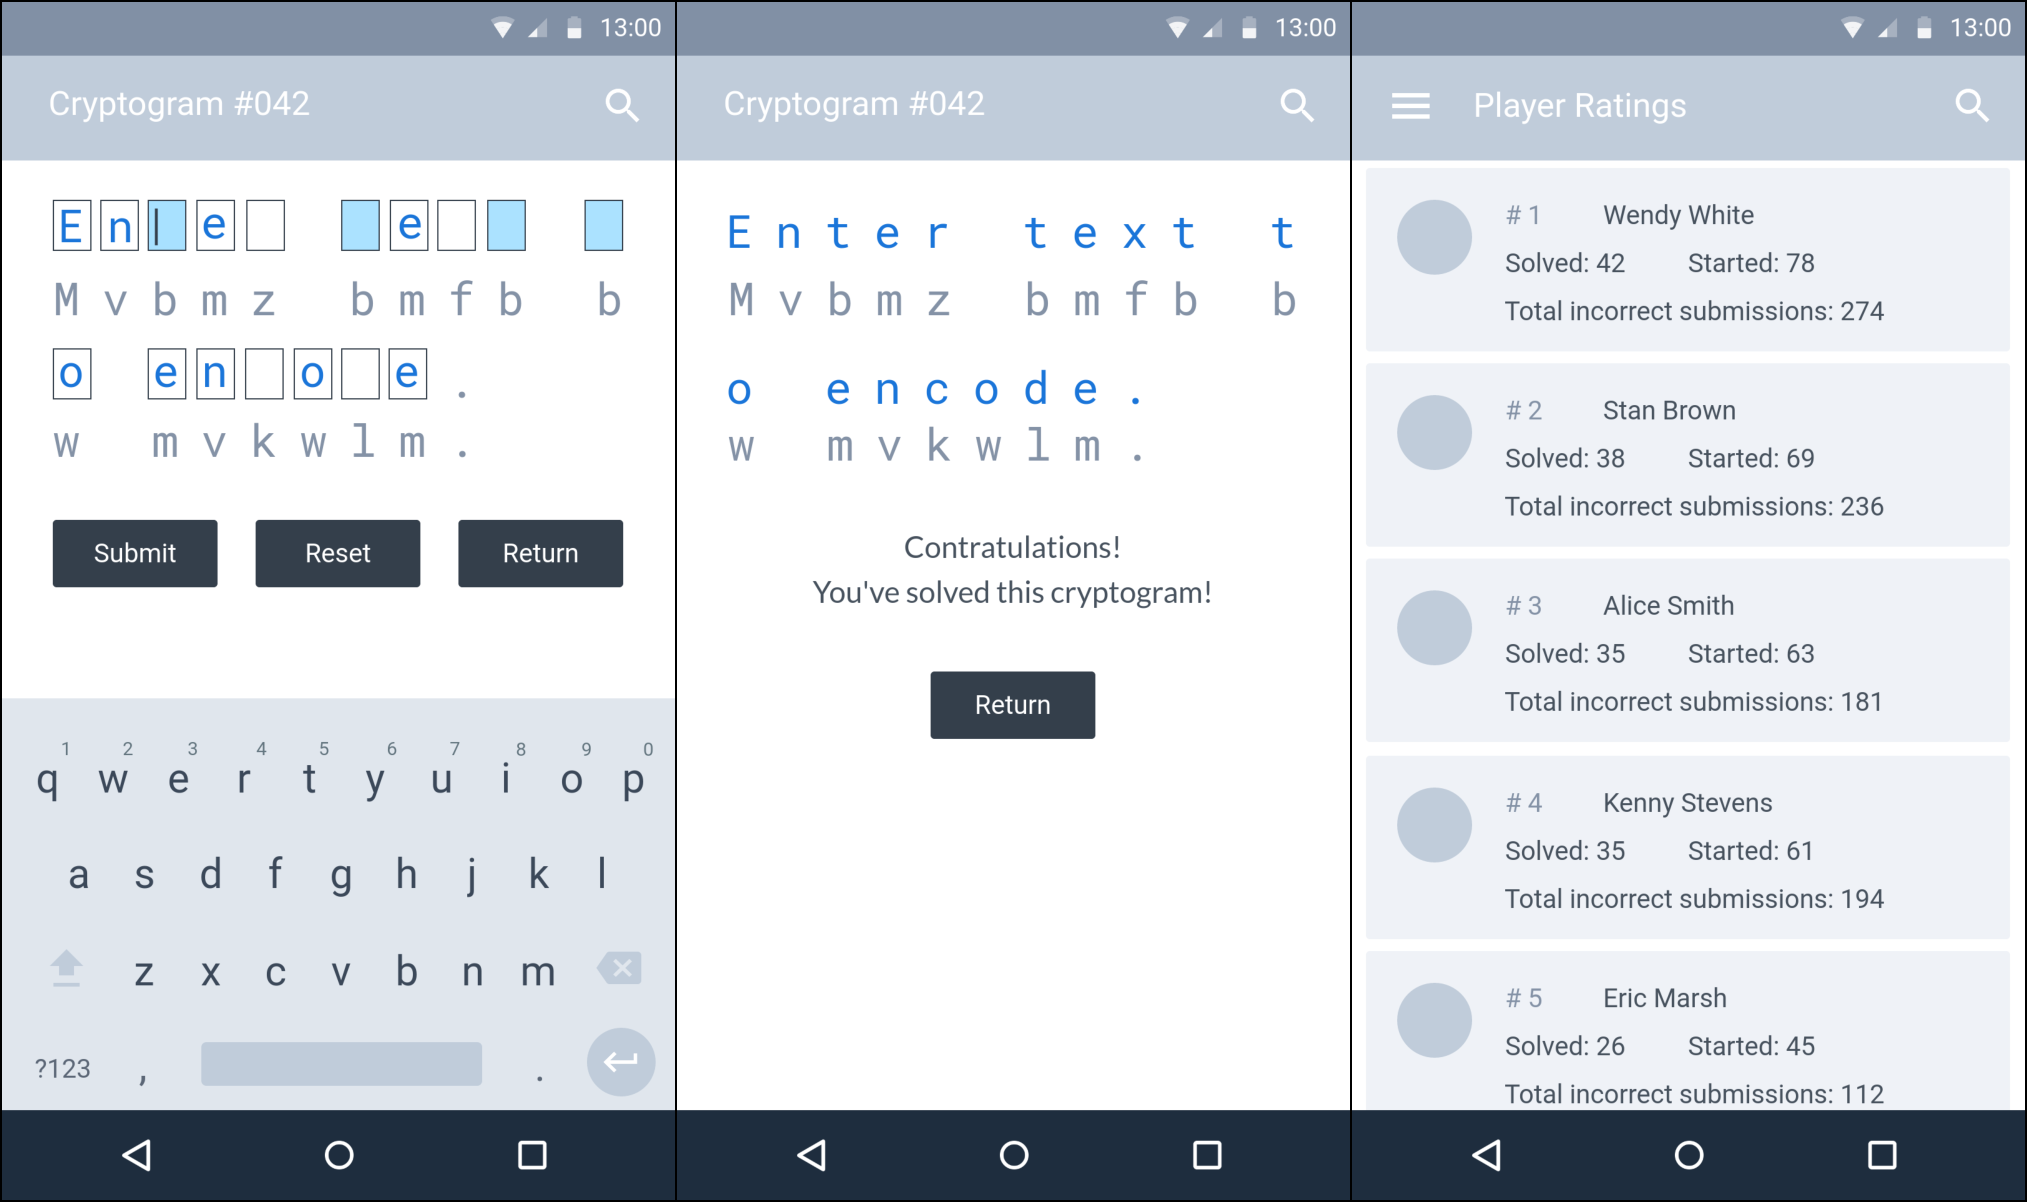 13:00
Cryptogram #042
E n e e
M v b m z b m f b b
o e n o e .
w m v k w l m .
Submit Reset Return
1 2 3 4 5 6 7 8 9 0
q w e r t y u i o p
a s d f g h j k l
z x c v b n m
?123 , .
13:00
Cryptogram #042
E n t e r t e x t t
M v b m z b m f b b
o e n c o d e .
w m v k w l m .
Contratulations!
You've solved this cryptogram!
Return
13:00
Player Ratings
# 1 Wendy White
Solved: 42 Started: 78
Total incorrect submissions: 274
# 2 Stan Brown
Solved: 38 Started: 69
Total incorrect submissions: 236
# 3 Alice Smith
Solved: 35 Started: 63
Total incorrect submissions: 181
# 4 Kenny Stevens
Solved: 35 Started: 61
Total incorrect submissions: 194
# 5 Eric Marsh
Solved: 26 Started: 45
Total incorrect submissions: 112